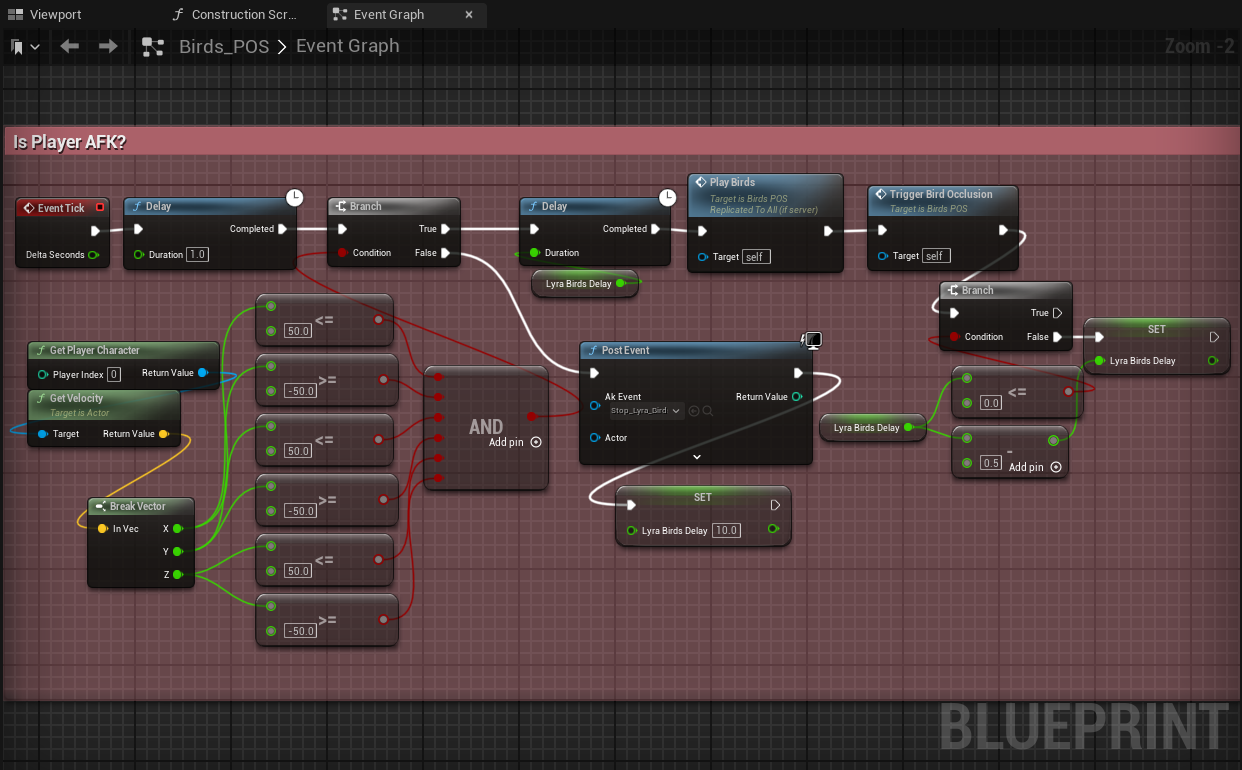 Viewport
Construction Scr...
Event Graph
Birds_POS > Event Graph
Zoom -2
Is Player AFK?
Event Tick
Delta Seconds
Delay
Completed
Duration 1.0
Branch
True
Condition
False
Delay
Completed
Duration
Lyra Birds Delay
Play Birds
Target is Birds POS
Replicated To All (if server)
Target self
Trigger Bird Occlusion
Target is Birds POS
Target self
Branch
True
Condition
False
SET
Lyra Birds Delay
<=
0.0
Lyra Birds Delay
-
0.5
Add pin
Get Player Character
Player Index 0
Return Value
Get Velocity
Target is Actor
Target
Return Value
Break Vector
In Vec
X
Y
Z
<=
50.0
>=
-50.0
<=
50.0
>=
-50.0
<=
50.0
>=
-50.0
AND
Add pin
Post Event
Ak Event
Stop_Lyra_Bird
Return Value
Actor
SET
Lyra Birds Delay 10.0
BLUEPRINT